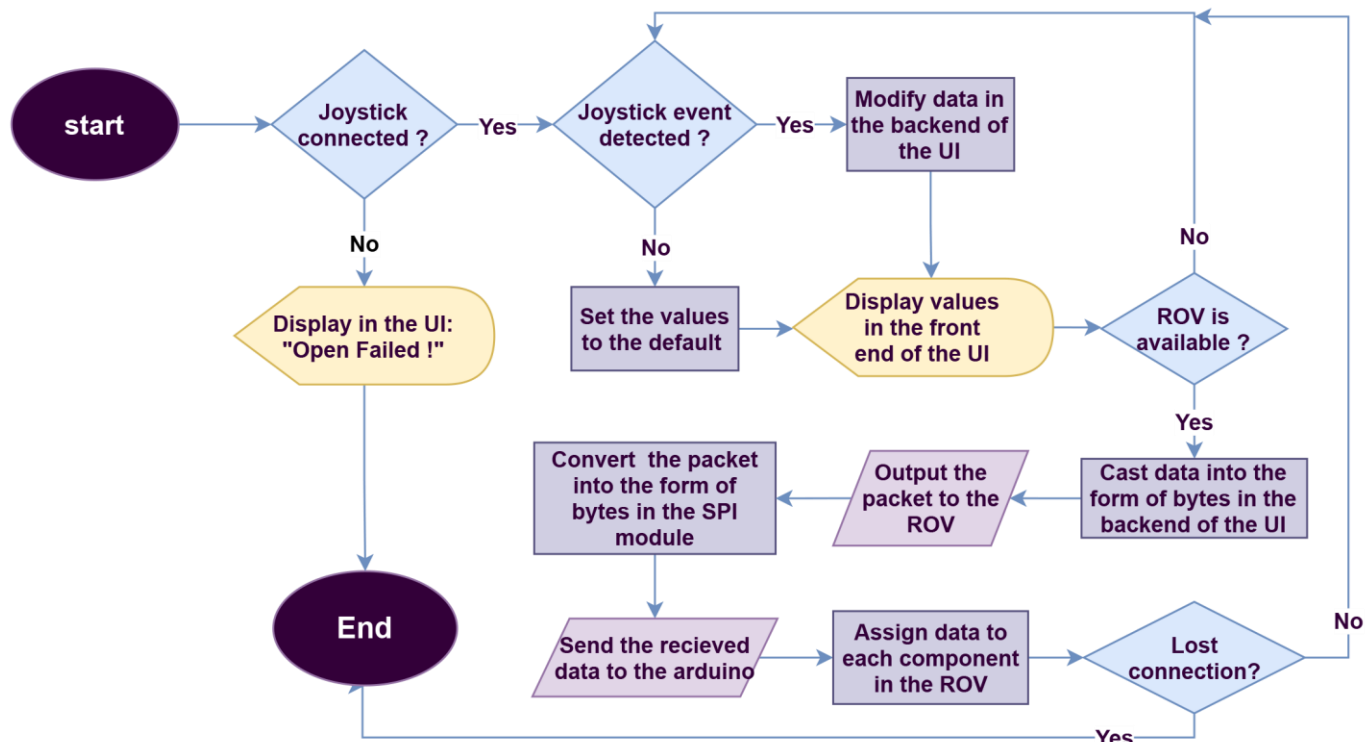 start
Joystick
connected ?
Yes
Joystick event
detected ?
Yes
Modify data in
the backend of
the UI
No
No
No
Display in the UI:
"Open Failed !"
Set the values
to the default
Display values
in the front
end of the UI
ROV is
available ?
Yes
Convert  the packet
into the form of
bytes in the SPI
module
Output the
packet to the
ROV
Cast data into the
form of bytes in the
backend of the UI
End
Send the recieved
data to the arduino
Assign data to
each component
in the ROV
Lost
connection?
No
Yes